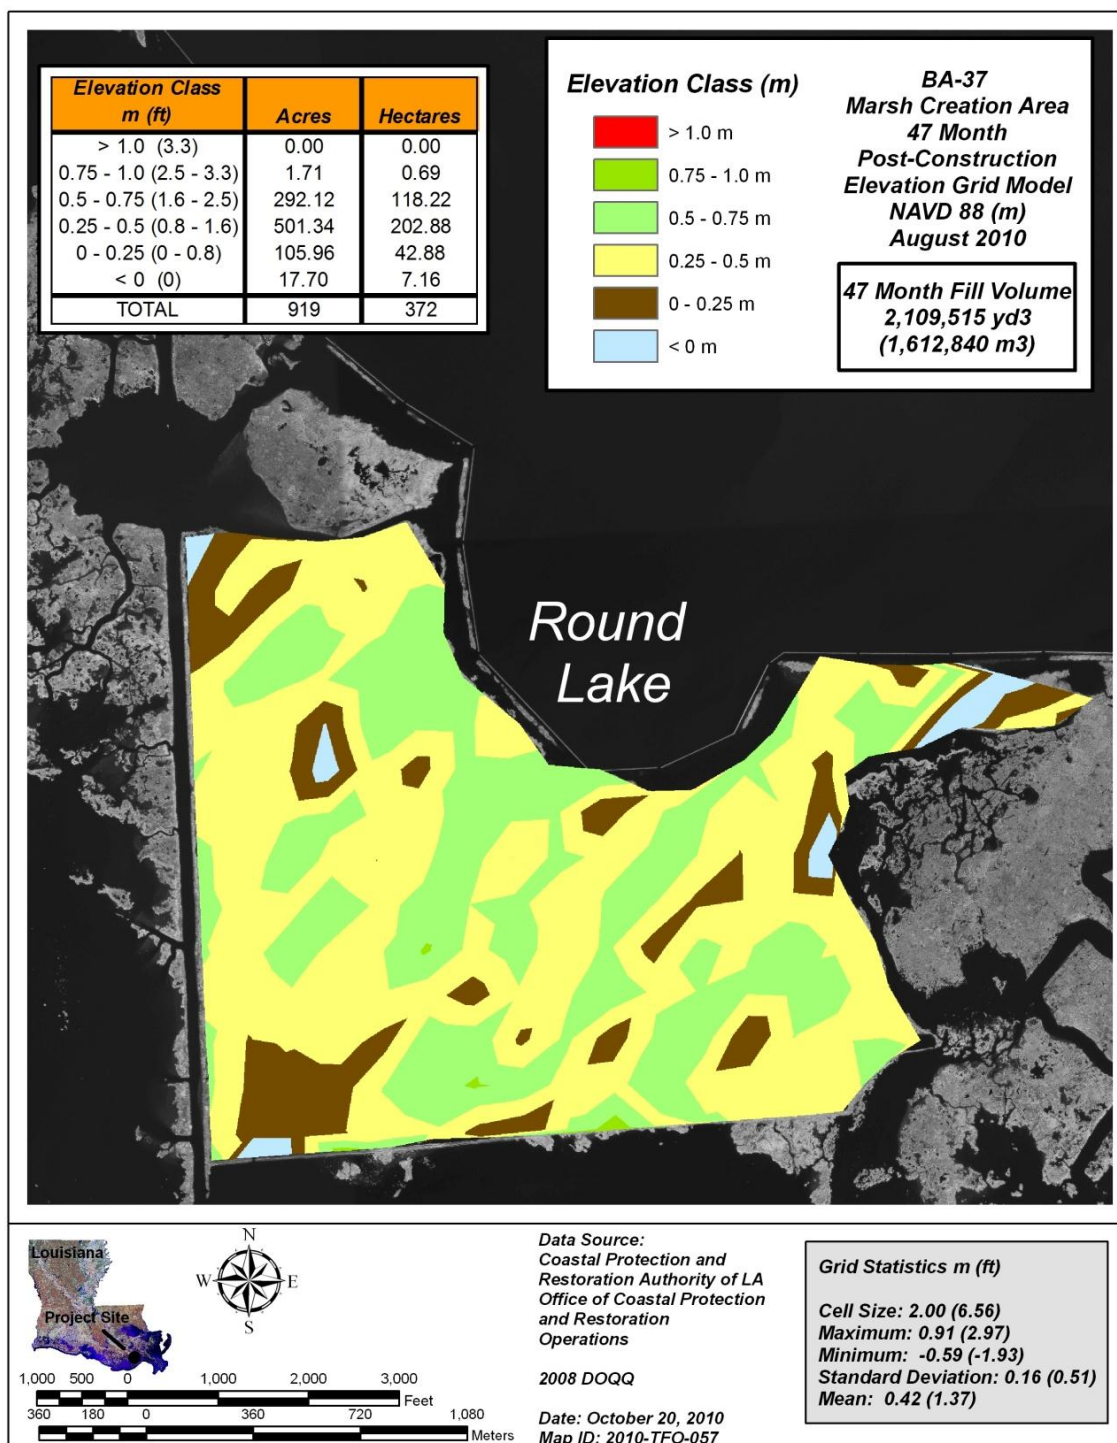 Elevation Class
m (ft) Acres Hectares
> 1.0 (3.3) 0.00 0.00
0.75 - 1.0 (2.5 - 3.3) 1.71 0.69
0.5 - 0.75 (1.6 - 2.5) 292.12 118.22
0.25 - 0.5 (0.8 - 1.6) 501.34 202.88
0 - 0.25 (0 - 0.8) 105.96 42.88
< 0 (0) 17.70 7.16
TOTAL 919 372
Elevation Class (m)
> 1.0 m
0.75 - 1.0 m
0.5 - 0.75 m
0.25 - 0.5 m
0 - 0.25 m
< 0 m
BA-37
Marsh Creation Area
47 Month
Post-Construction
Elevation Grid Model
NAVD 88 (m)
August 2010
47 Month Fill Volume
2,109,515 yd3
(1,612,840 m3)
Round
Lake
Louisiana
Project Site
N
W E
S
1,000 500 0 1,000 2,000 3,000
Feet
360 180 0 360 720 1,080
Meters
Data Source:
Coastal Protection and
Restoration Authority of LA
Office of Coastal Protection
and Restoration
Operations
2008 DOQQ
Date: October 20, 2010
Map ID: 2010-TFO-057
Grid Statistics m (ft)
Cell Size: 2.00 (6.56)
Maximum: 0.91 (2.97)
Minimum: -0.59 (-1.93)
Standard Deviation: 0.16 (0.51)
Mean: 0.42 (1.37)